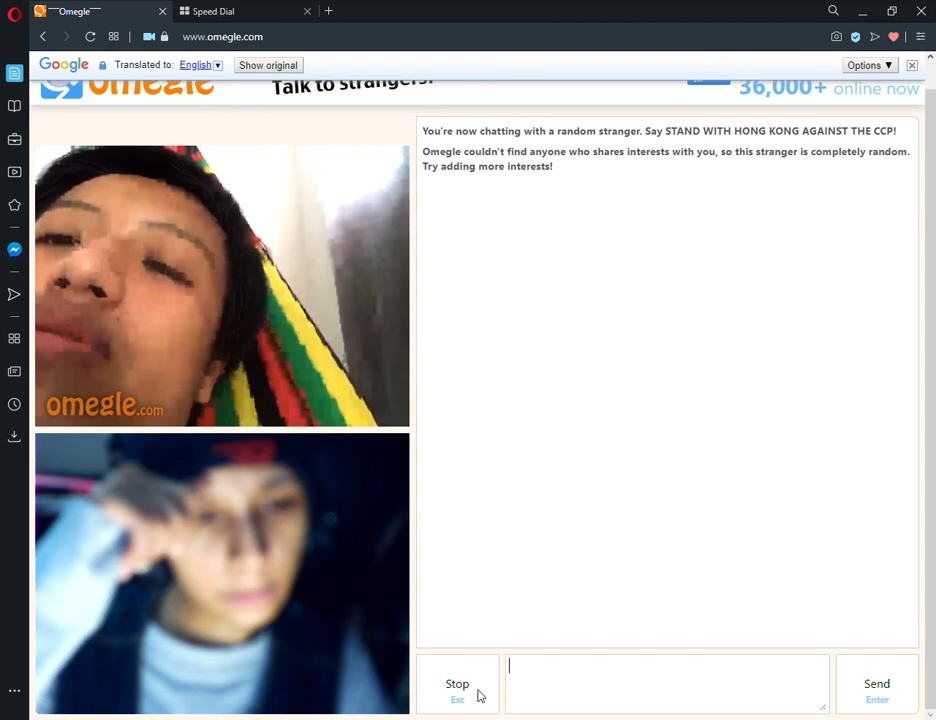 Omegle
Speed Dial
www.omegle.com
Google Translated to: English Show original Options ▼
omegle Talk to strangers! 36,000+ online now
You're now chatting with a random stranger. Say STAND WITH HONG KONG AGAINST THE CCP!
Omegle couldn't find anyone who shares interests with you, so this stranger is completely random.
Try adding more interests!
omegle.com
Stop
Esc
Send
Enter